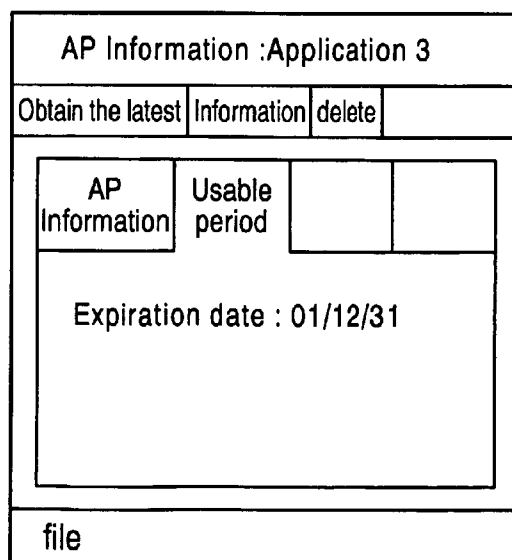 AP Information :Application 3
Obtain the latest Information delete
AP Information
Usable period
Expiration date : 01/12/31
file